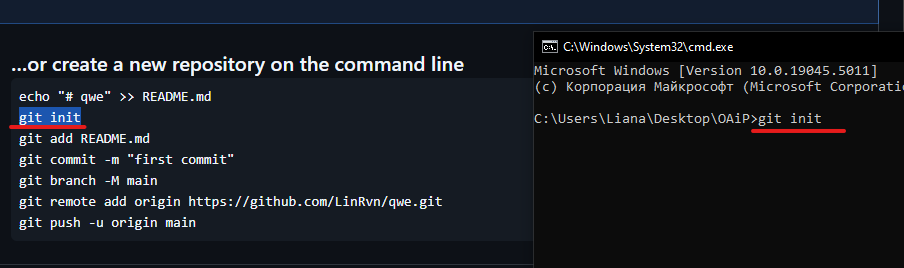 ...or create a new repository on the command line
echo "# qwe" >> README.md
git init
git add README.md
git commit -m "first commit"
git branch -M main
git remote add origin https://github.com/LinRvn/qwe.git
git push -u origin main
C:\Windows\System32\cmd.exe
Microsoft Windows [Version 10.0.19045.5011]
(c) Корпорация Майкрософт (Microsoft Corporatio
C:\Users\Liana\Desktop\OAiP>git init